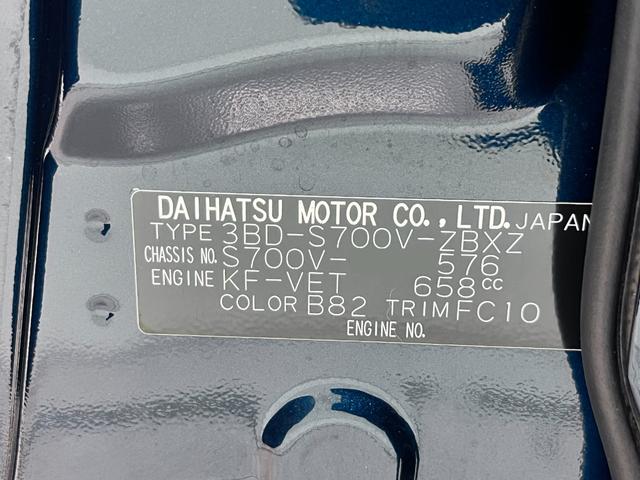 DAIHATSU MOTOR CO.,LTD. JAPAN
TYPE 3BD-S700V-ZBXZ
CHASSIS NO. S700V- 576
ENGINE KF-VET 658cc
COLOR B82 TRIM FC10
ENGINE NO.